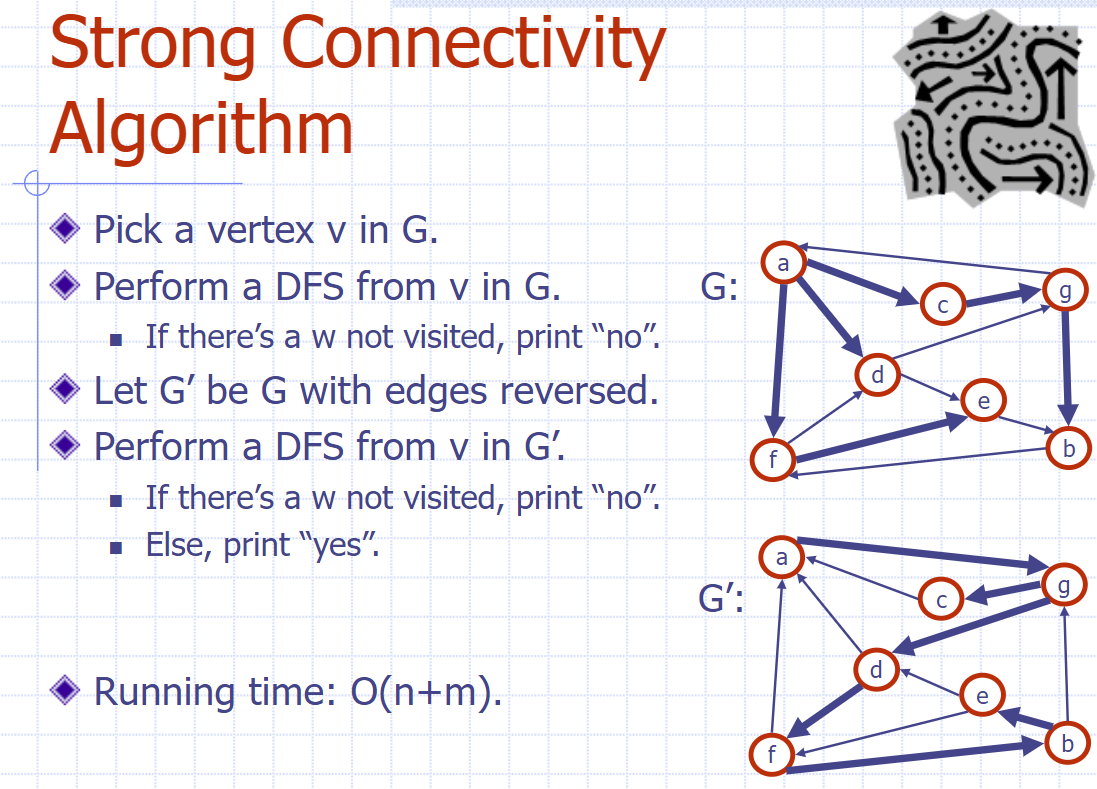 Strong Connectivity
Algorithm
Pick a vertex v in G.
Perform a DFS from v in G.
If there’s a w not visited, print “no”.
Let G’ be G with edges reversed.
Perform a DFS from v in G’.
If there’s a w not visited, print “no”.
Else, print “yes”.
Running time: O(n+m).
G:
a
c
g
d
e
f
b
G’:
a
c
g
d
e
f
b